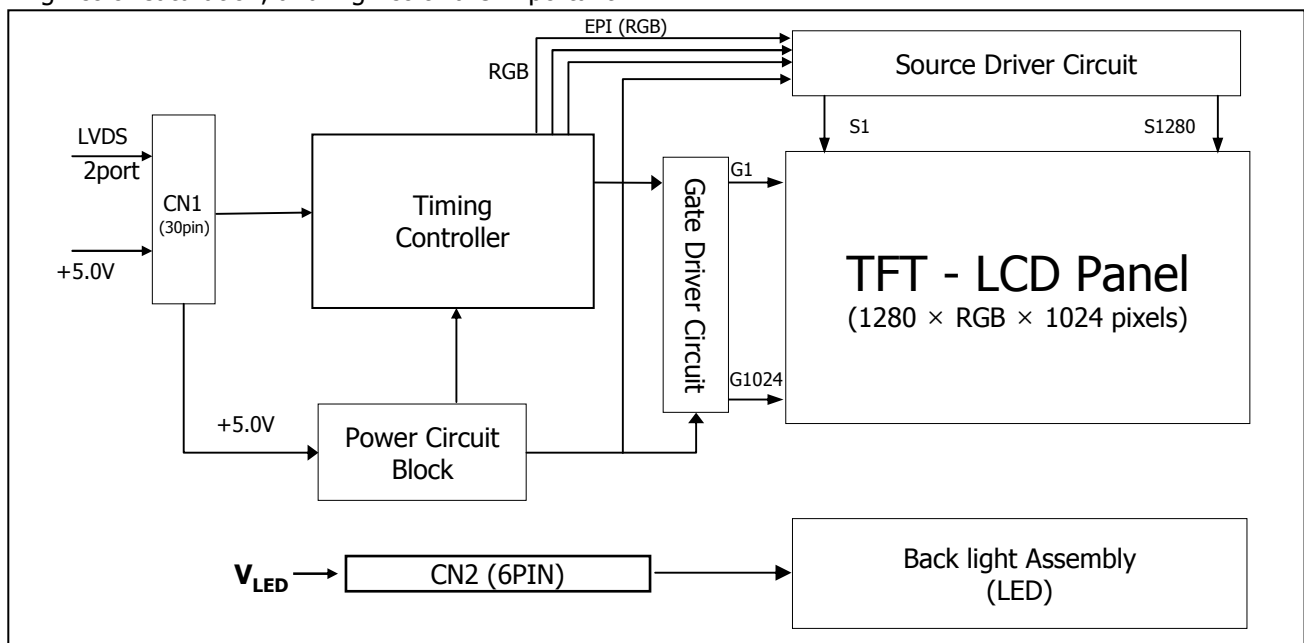 EPI (RGB)
RGB
Source Driver Circuit
S1
S1280
LVDS
2port
CN1
(30pin)
+5.0V
Timing
Controller
Gate Driver Circuit
G1
G1024
TFT - LCD Panel
(1280 × RGB × 1024 pixels)
+5.0V
Power Circuit
Block
VLED
CN2 (6PIN)
Back light Assembly
(LED)